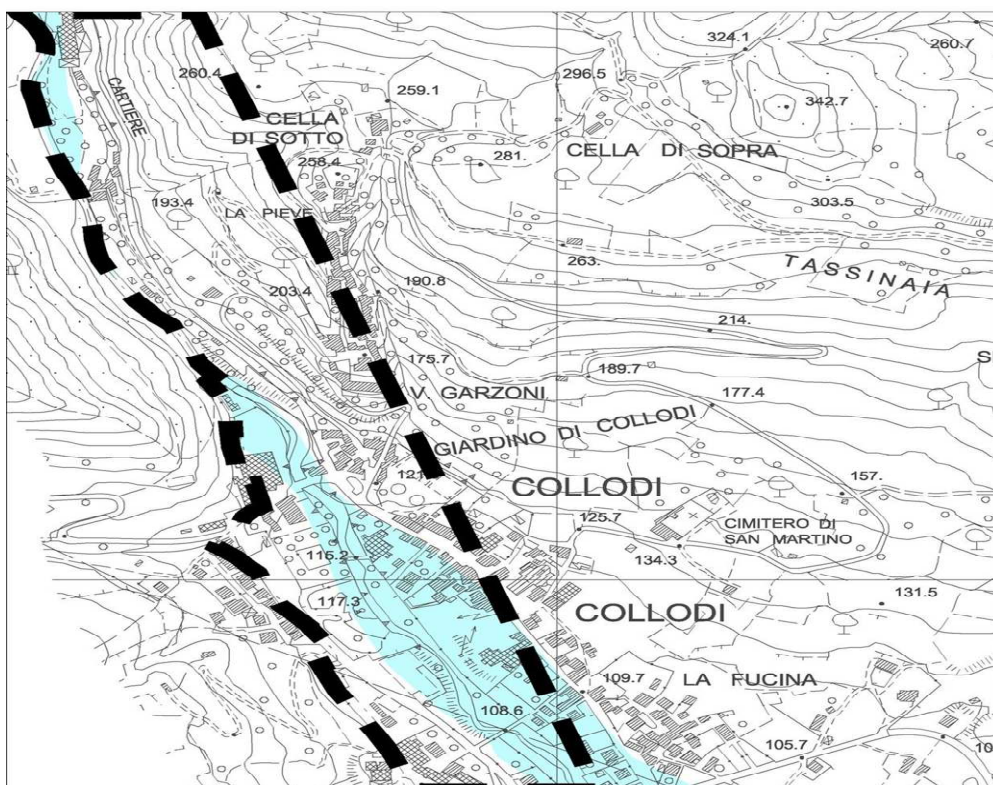 324.1
260.7
260.4
296.5
259.1
342.7
CARTIERE
CELLA
DI SOTTO
281.
CELLA DI SOPRA
258.4
193.4
LA PIEVE
303.5
263.
TASSINAIA
203.4
190.8
214.
175.7
189.7
S
V. GARZONI
177.4
GIARDINO DI COLLODI
121.
COLLODI
157.
125.7
CIMITERO DI
SAN MARTINO
115.2
134.3
117.3
131.5
COLLODI
109.7
LA FUCINA
108.6
105.7
10